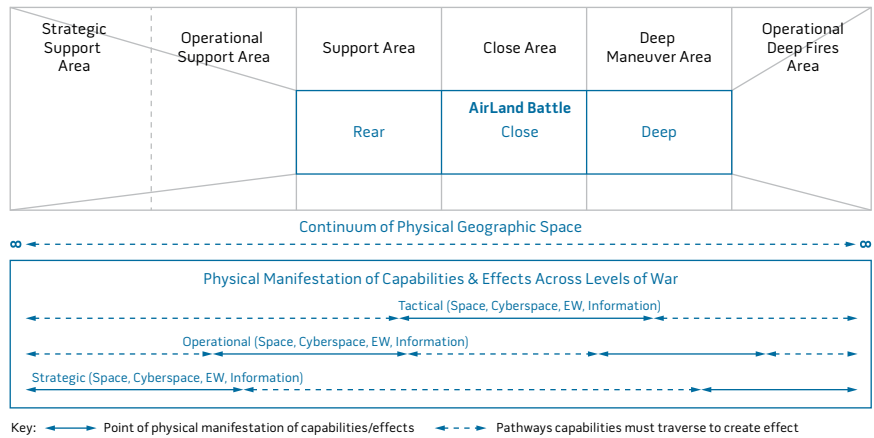 Strategic
Support
Area
Operational
Support Area
Support Area
Close Area
Deep
Maneuver Area
Operational
Deep Fires
Area
AirLand Battle
Rear
Close
Deep
Continuum of Physical Geographic Space
∞
∞
Physical Manifestation of Capabilities & Effects Across Levels of War
Tactical (Space, Cyberspace, EW, Information)
Operational (Space, Cyberspace, EW, Information)
Strategic (Space, Cyberspace, EW, Information)
Key: Point of physical manifestation of capabilities/effects Pathways capabilities must traverse to create effect